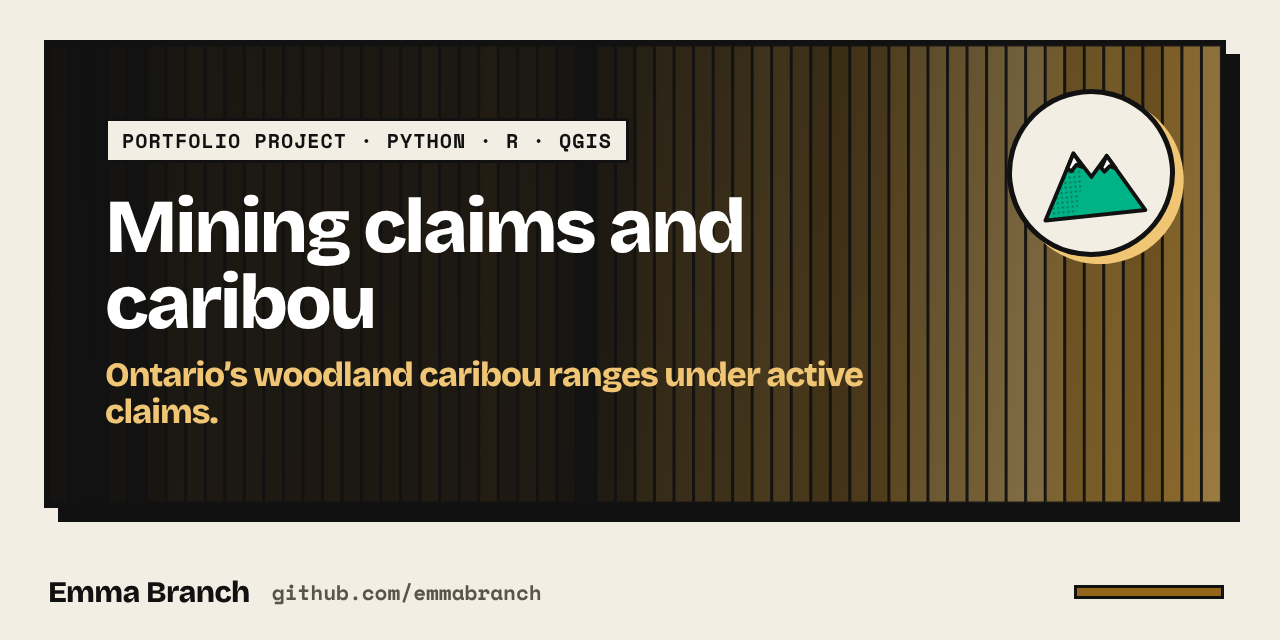 PORTFOLIO PROJECT · PYTHON · R · QGIS
Mining claims and
caribou
Ontario’s woodland caribou ranges under active
claims.
Emma Branch
github.com/emmabranch